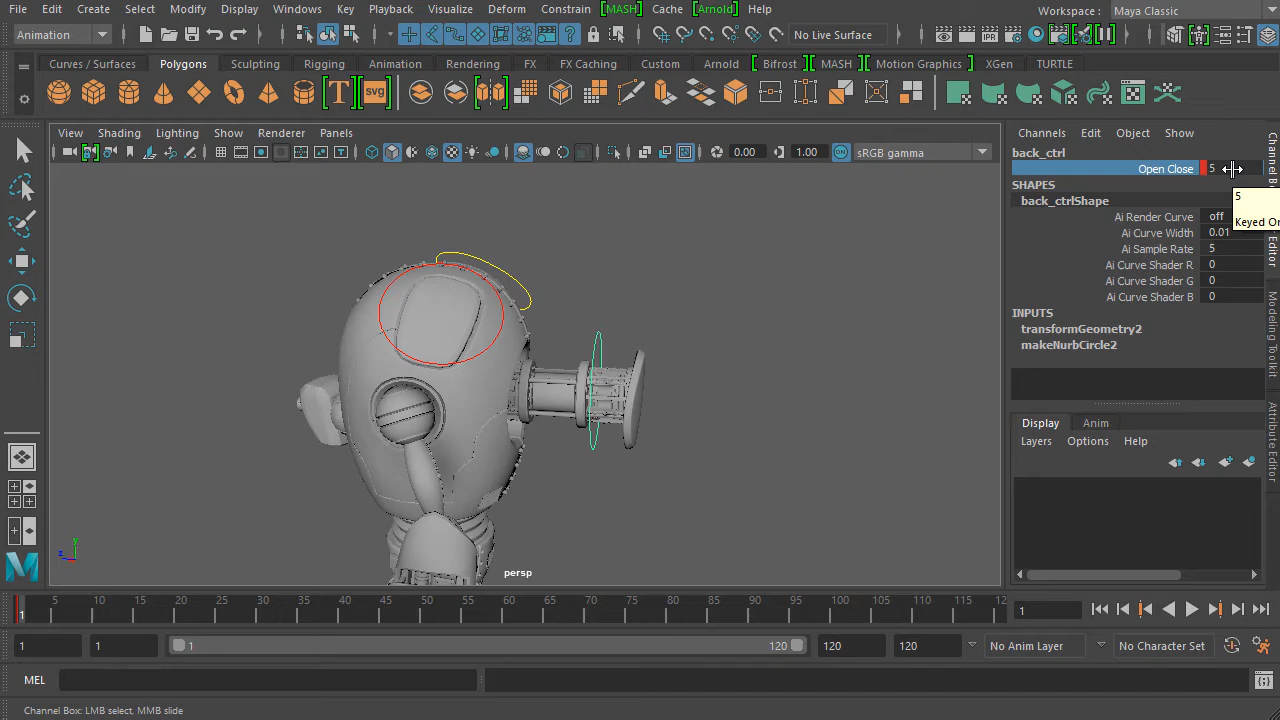 File Edit Create Select Modify Display Windows Key Playback Visualize Deform Constrain [MASH] Cache [Arnold] Help Workspace : Maya Classic
Animation No Live Surface
Curves / Surfaces Polygons Sculpting Rigging Animation Rendering FX FX Caching Custom Arnold [Bifrost] [MASH] [Motion Graphics] XGen TURTLE
T svg
View Shading Lighting Show Renderer Panels
0.00 1.00 ON sRGB gamma
Channels Edit Object Show
back_ctrl
Open Close 5
SHAPES
back_ctrlShape
Ai Render Curve off
Ai Curve Width 0.01
Ai Sample Rate 5
Ai Curve Shader R 0
Ai Curve Shader G 0
Ai Curve Shader B 0
5
Keyed
INPUTS
transformGeometry2
makeNurbCircle2
Modeling Toolkit
Attribute Editor
Display Anim
Layers Options Help
y
z
persp
1 5 10 15 20 25 30 35 40 45 50 55 60 65 70 75 80 85 90 95 100 105 110 115 12
1
1 1 1 120 120 120 No Anim Layer No Character Set
MEL
Channel Box: LMB select, MMB slide